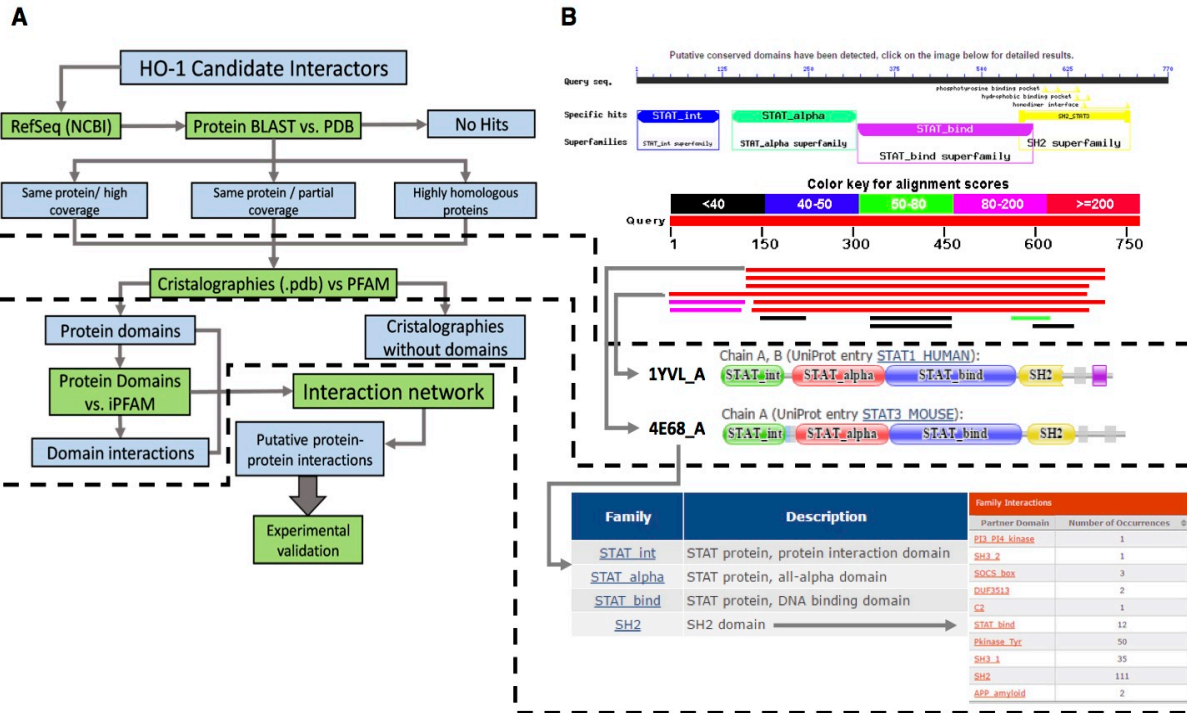 A
HO-1 Candidate Interactors
RefSeq (NCBI)
Protein BLAST vs. PDB
No Hits
Same protein/ high
coverage
Same protein / partial
coverage
Highly homologous
proteins
Cristalographies (.pdb) vs PFAM
Protein domains
Cristalographies
without domains
Protein Domains
vs. iPFAM
Interaction network
Domain interactions
Putative protein-
protein interactions
Experimental
validation
B
Putative conserved domains have been detected, click on the image below for detailed results.
1 125 250 375 500 625 770
Query seq.
phosphotyrosine binding pocket
hydrophobic binding pocket
homodimer interface
Specific hits
STAT_int
STAT_alpha
STAT_bind
SH2_STAT3
Superfamilies
STAT_int superfamily
STAT_alpha superfamily
STAT_bind superfamily
SH2 superfamily
Color key for alignment scores
<40 40-50 50-80 80-200 >=200
Query
1 150 300 450 600 750
Chain A, B (UniProt entry STAT1_HUMAN):
1YVL_A
STAT_int STAT_alpha STAT_bind SH2
Chain A (UniProt entry STAT3_MOUSE):
4E68_A
STAT_int STAT_alpha STAT_bind SH2
Family Description
STAT_int STAT protein, protein interaction domain
STAT_alpha STAT protein, all-alpha domain
STAT_bind STAT protein, DNA binding domain
SH2 SH2 domain
Family Interactions
Partner Domain Number of Occurrences
PI3_PI4_kinase 1
SH3_2 1
SOCS_box 3
DUF3513 2
C2 1
STAT_bind 12
Pkinase_Tyr 50
SH3_1 35
SH2 111
APP_amyloid 2